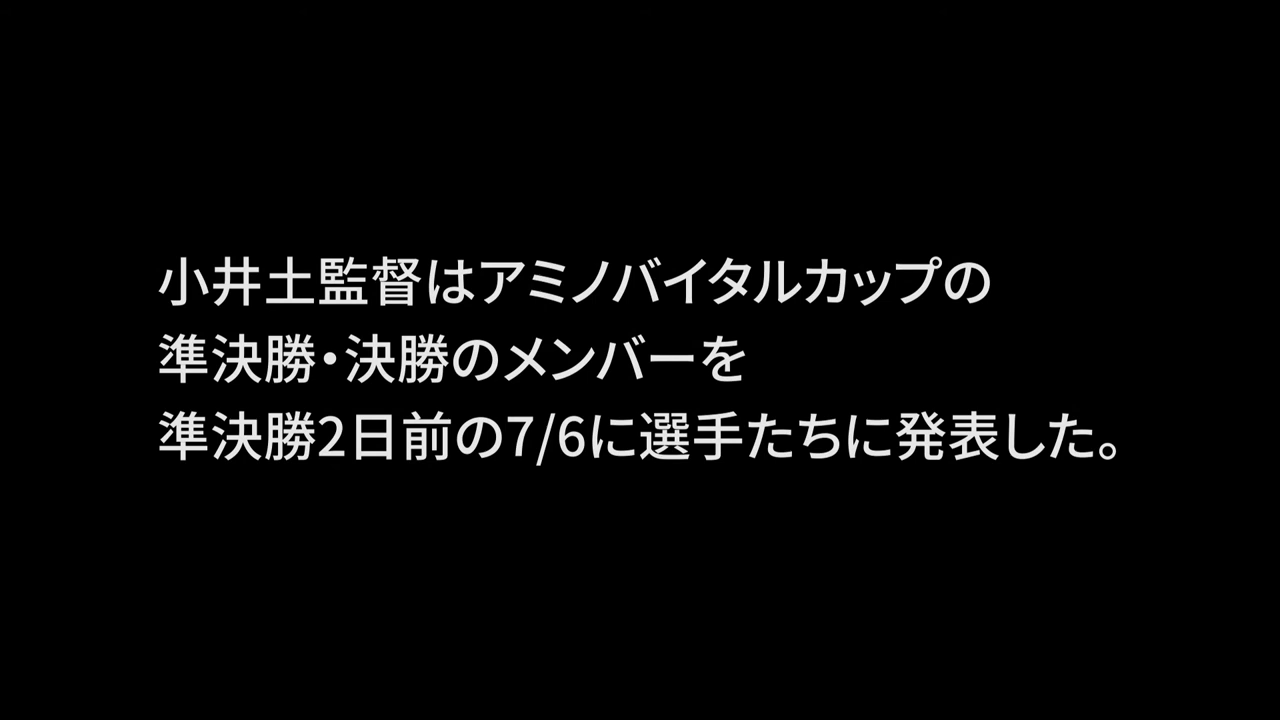 小井土監督はアミノバイタルカップの
準決勝・決勝のメンバーを
準決勝2日前の7/6に選手たちに発表した。